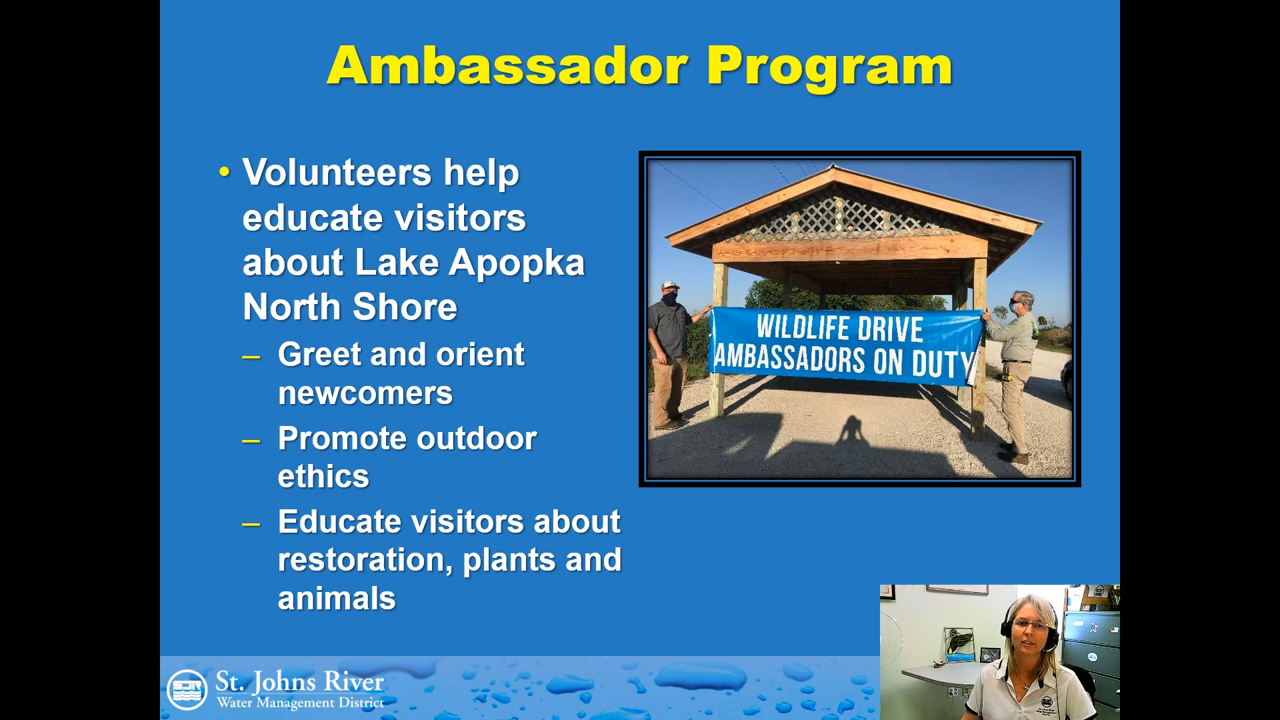 Ambassador Program
• Volunteers help
educate visitors
about Lake Apopka
North Shore
– Greet and orient
newcomers
– Promote outdoor
ethics
– Educate visitors about
restoration, plants and
animals
WILDLIFE DRIVE
AMBASSADORS ON DUTY
St. Johns River
Water Management District